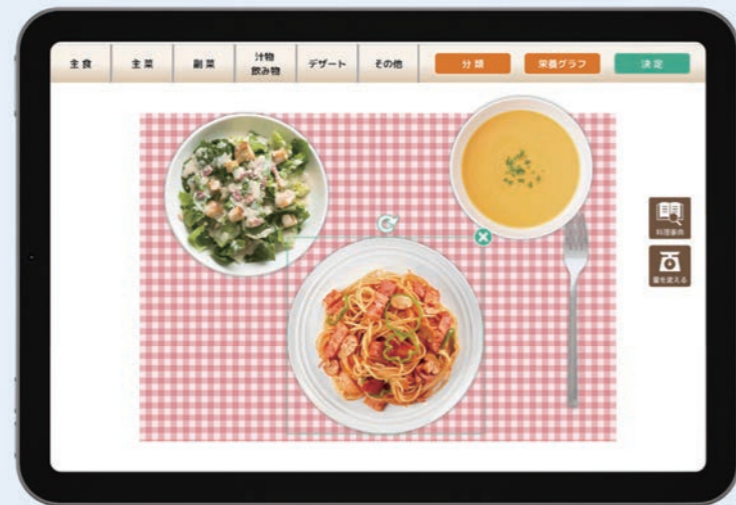 主食
主菜
副菜
汁物
飲み物
デザート
その他
分類
栄養グラフ
決定
料理事典
量を変える